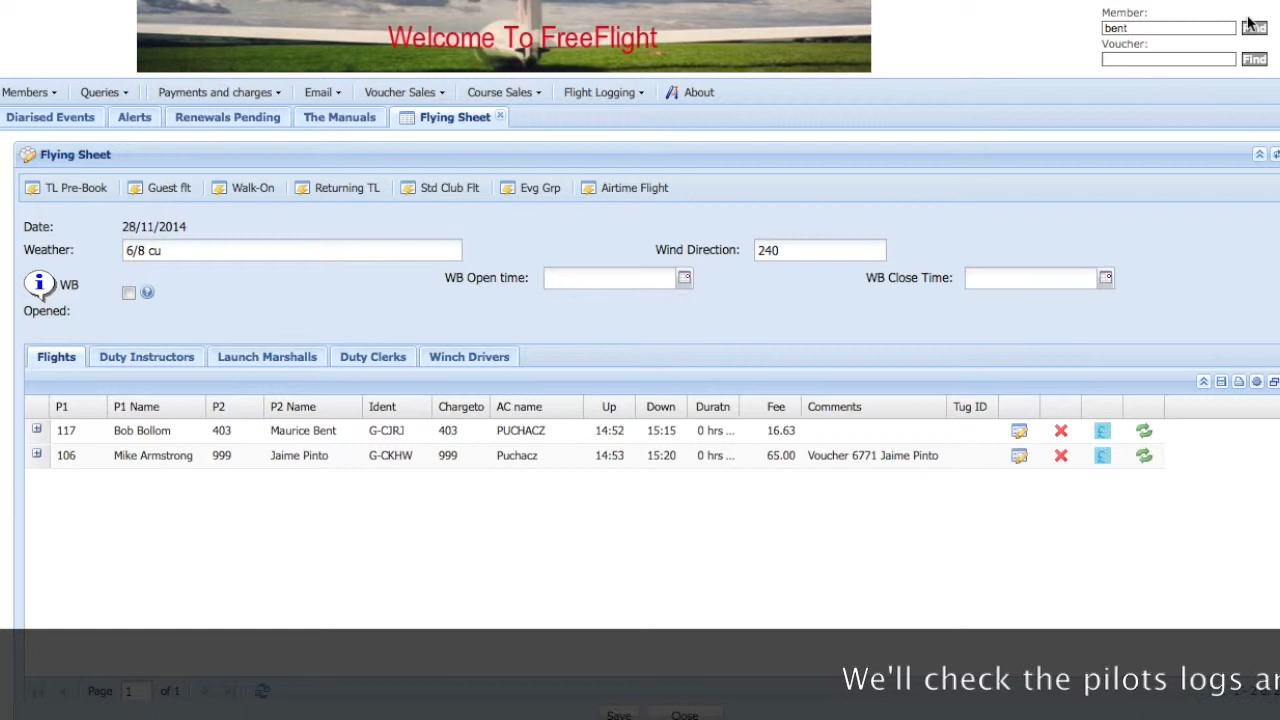 Welcome To FreeFlight
Member:
bent
Voucher:
Find
Members Queries Payments and charges Email Voucher Sales Course Sales Flight Logging About
Diarised Events Alerts Renewals Pending The Manuals Flying Sheet
Flying Sheet
TL Pre-Book Guest flt Walk-On Returning TL Std Club Flt Evg Grp Airtime Flight
Date: 28/11/2014
Weather: 6/8 cu Wind Direction: 240
WB Opened: WB Open time: WB Close Time:
Flights Duty Instructors Launch Marshalls Duty Clerks Winch Drivers
P1 P1 Name P2 P2 Name Ident Chargeto AC name Up Down Duratn Fee Comments Tug ID
117 Bob Bollom 403 Maurice Bent G-CJRJ 403 PUCHACZ 14:52 15:15 0 hrs ... 16.63
106 Mike Armstrong 999 Jaime Pinto G-CKHW 999 Puchacz 14:53 15:20 0 hrs ... 65.00 Voucher 6771 Jaime Pinto
We'll check the pilots logs a
Page 1 of 1
Save Close